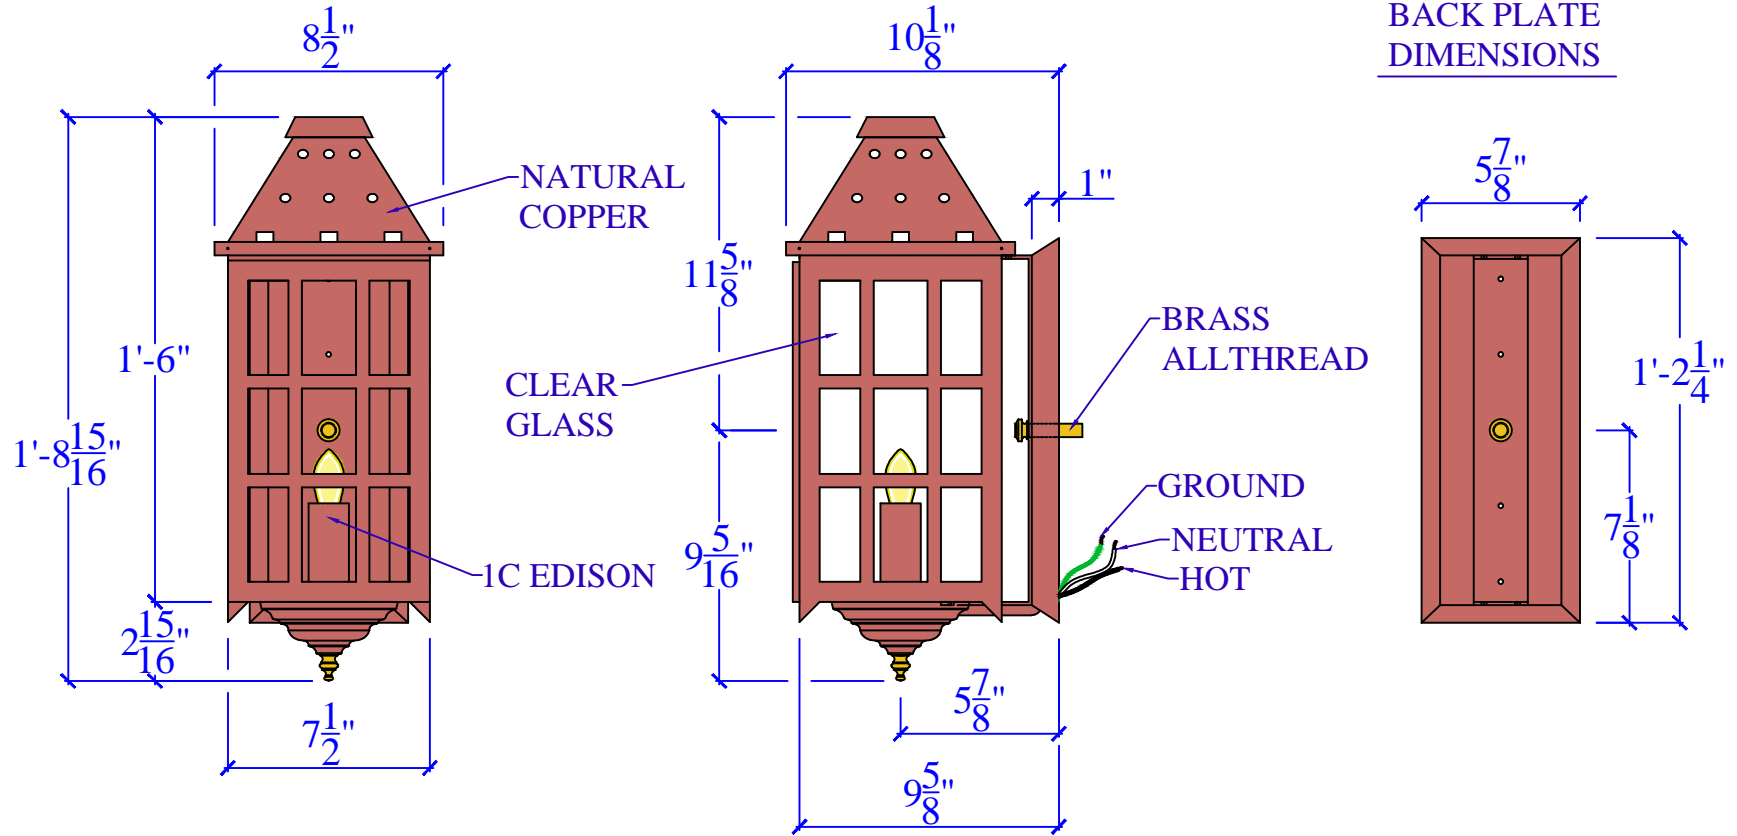 8 1/2"
10 1/8"
BACK PLATE
DIMENSIONS
NATURAL
COPPER
1"
5 7/8"
11 5/8"
BRASS
ALLTHREAD
1'-6"
CLEAR
GLASS
1'-2 1/4"
1'-8 15/16"
GROUND
NEUTRAL
HOT
9 5/16"
7 1/8"
1C EDISON
2 15/16"
5 7/8"
7 1/2"
9 5/8"